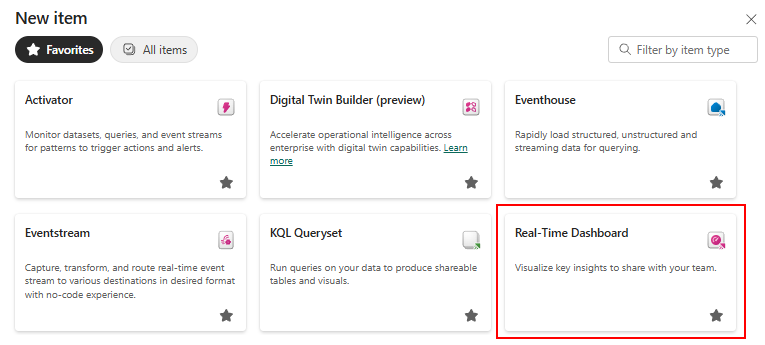 New item
Favorites
All items
Filter by item type
Activator
Monitor datasets, queries, and event streams
for patterns to trigger actions and alerts.
Digital Twin Builder (preview)
Accelerate operational intelligence across
enterprise with digital twin capabilities. Learn
more
Eventhouse
Rapidly load structured, unstructured and
streaming data for querying.
Eventstream
Capture, transform, and route real-time event
stream to various destinations in desired format
with no-code experience.
KQL Queryset
Run queries on your data to produce shareable
tables and visuals.
Real-Time Dashboard
Visualize key insights to share with your team.